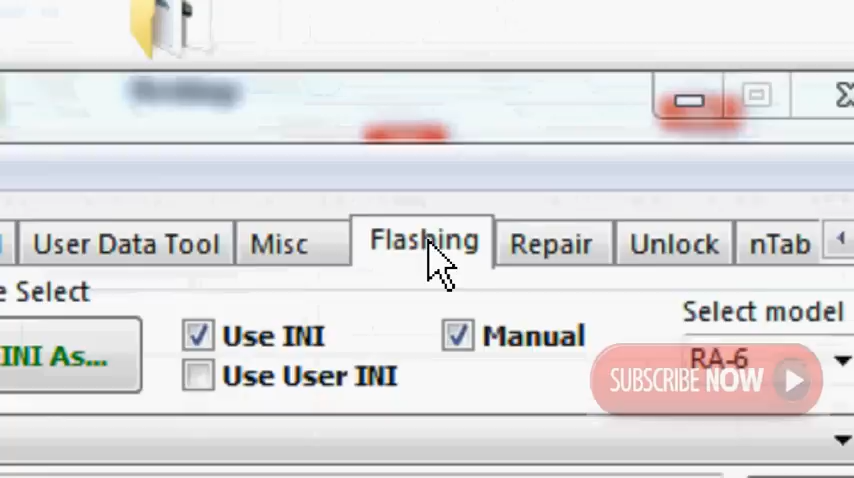 User Data Tool Misc Flashing Repair Unlock nTab
e Select
Select model
INI As...
Use INI
Manual
RA-6
Use User INI
SUBSCRIBE NOW